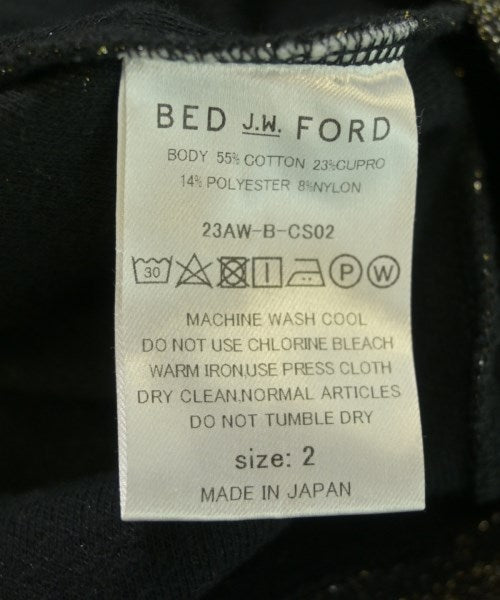 BED J.W. FORD
BODY 55% COTTON 23%CUPRO
14% POLYESTER 8%NYLON
23AW-B-CS02
30 P W
MACHINE WASH COOL
DO NOT USE CHLORINE BLEACH
WARM IRON,USE PRESS CLOTH
DRY CLEAN.NORMAL ARTICLES
DO NOT TUMBLE DRY
size: 2
MADE IN JAPAN